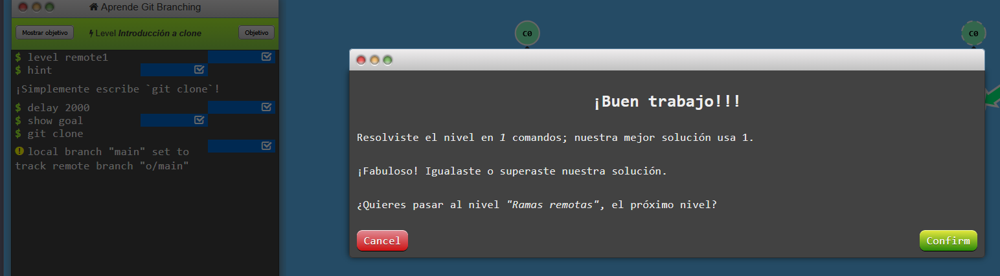 Aprende Git Branching
Mostrar objetivo
Level Introducción a clone
Objetivo
$ level remote1
$ hint
¡Simplemente escribe `git clone`!
$ delay 2000
$ show goal
$ git clone
local branch "main" set to
track remote branch "o/main"
C0
C0
¡Buen trabajo!!!
Resolviste el nivel en 1 comandos; nuestra mejor solución usa 1.
¡Fabuloso! Igualaste o superaste nuestra solución.
¿Quieres pasar al nivel "Ramas remotas", el próximo nivel?
Cancel
Confirm